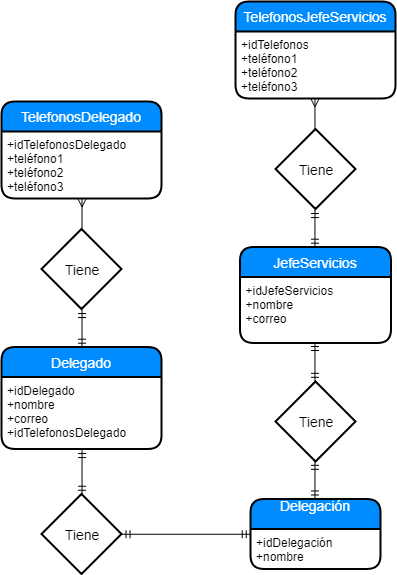 TelefonosJefeServicios
+idTelefonos
+teléfono1
+teléfono2
+teléfono3
Tiene
JefeServicios
+idJefeServicios
+nombre
+correo
Tiene
Delegación
+idDelegación
+nombre
TelefonosDelegado
+idTelefonosDelegado
+teléfono1
+teléfono2
+teléfono3
Tiene
Delegado
+idDelegado
+nombre
+correo
+idTelefonosDelegado
Tiene